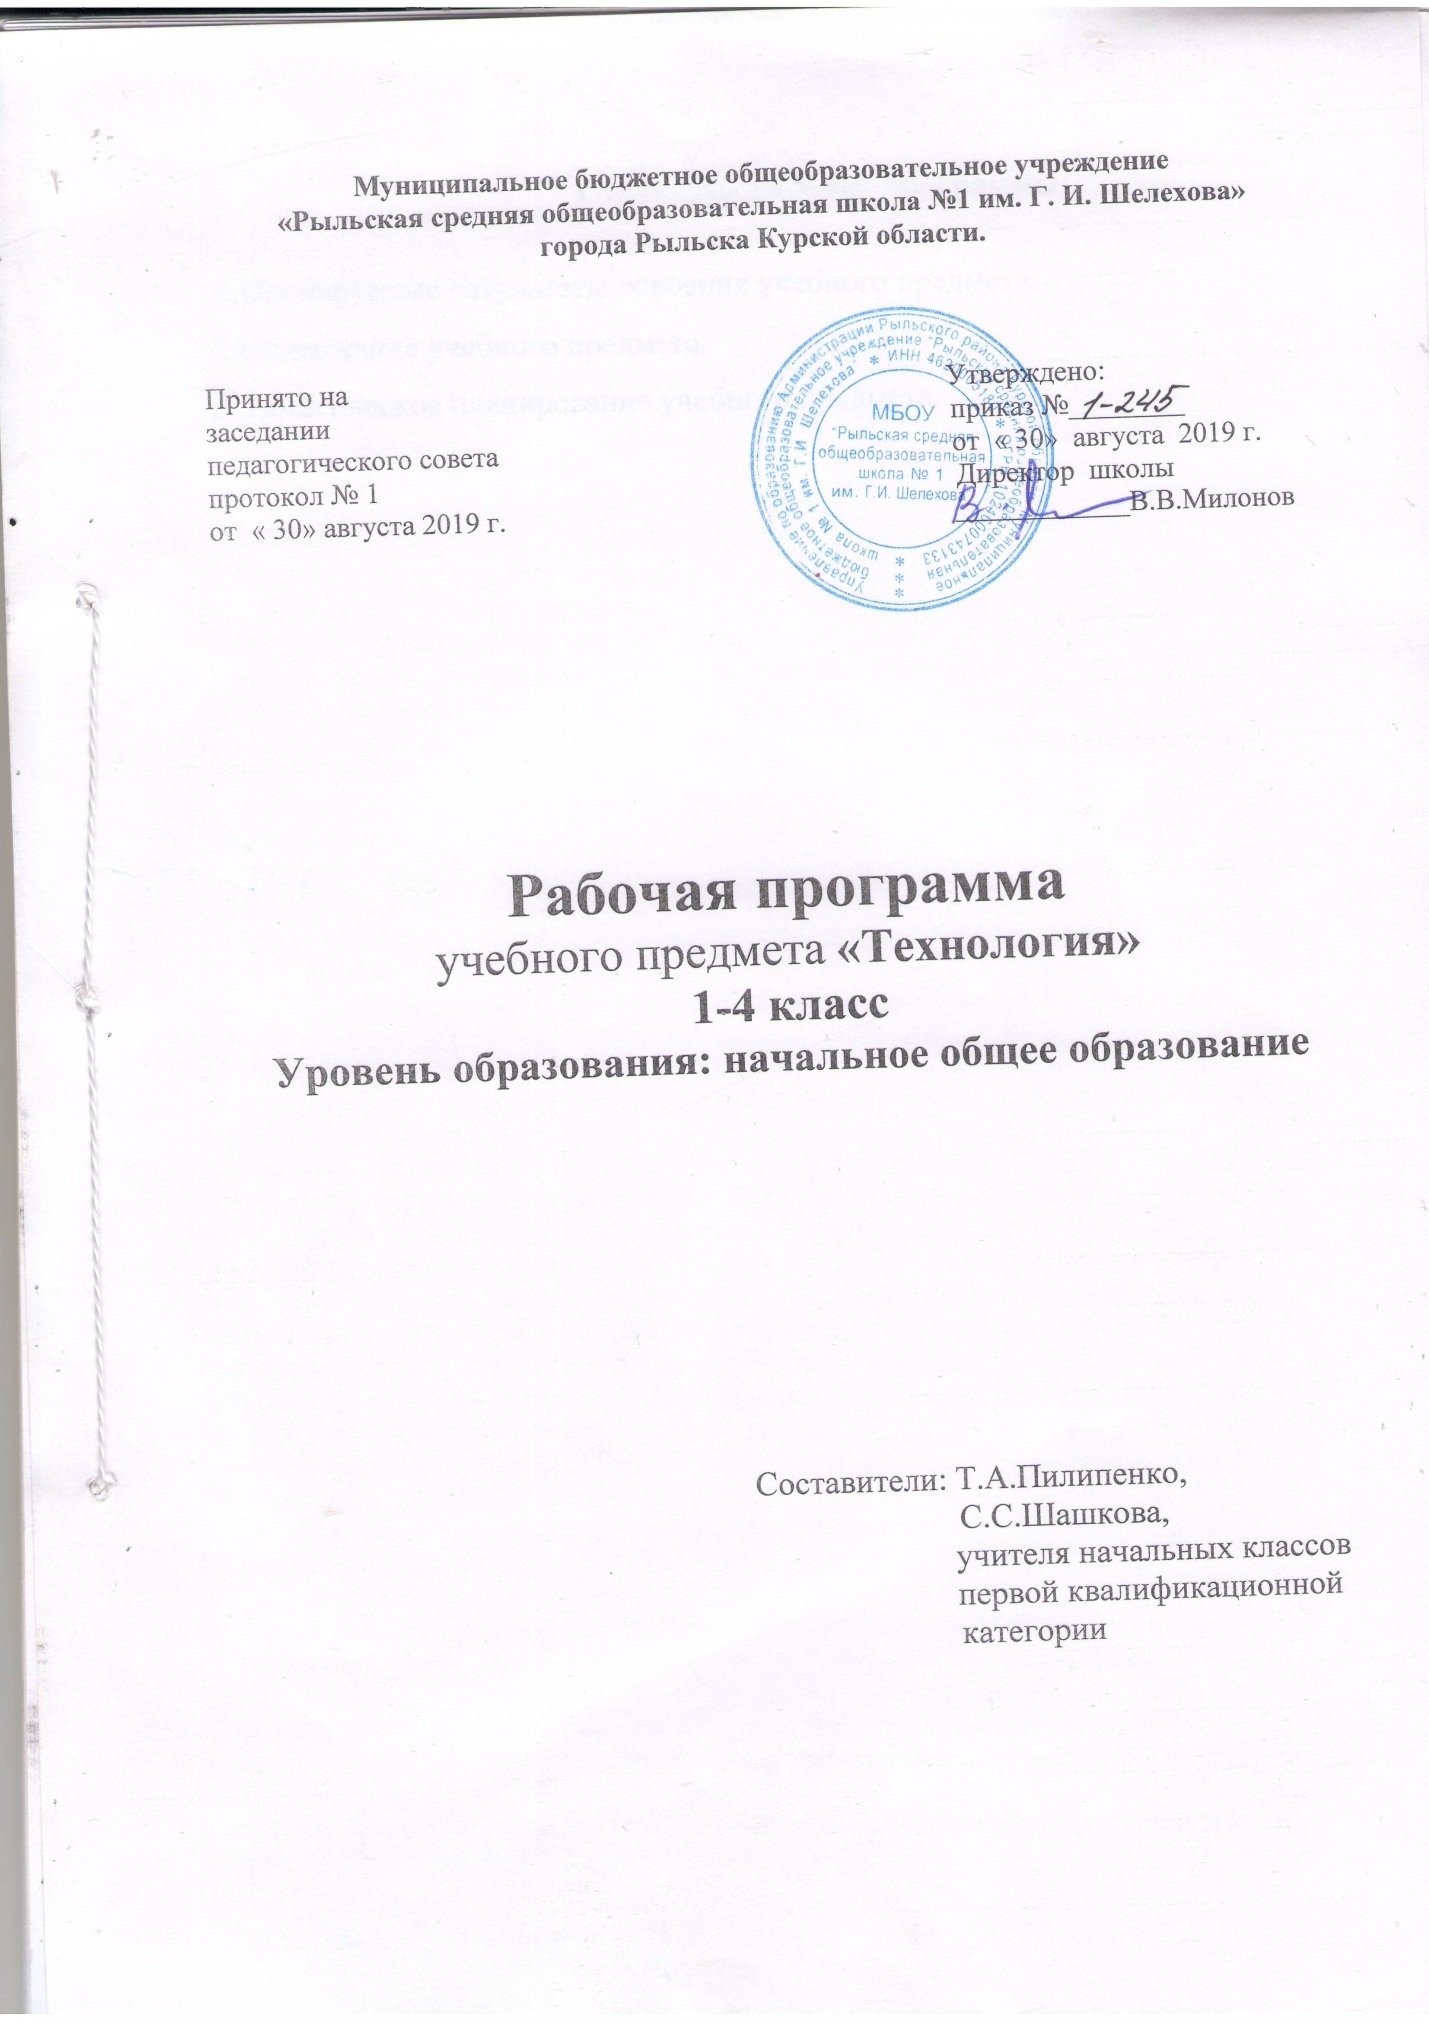 Муниципальное бюджетное общеобразовательное учреждение
«Рыльская средняя общеобразовательная школа №1 им. Г. И. Шелехова»
города Рыльска Курской области.
Принято на
заседании
педагогического совета
протокол № 1
от « 30» августа 2019 г.
Утверждено:
приказ № 1-245
от « 30» августа 2019 г.
Директор школы
В.В.Милонов
МБОУ
"Рыльская средняя
общеобразовательная
школа № 1
им. Г.И. Шелехова
Рабочая программа
учебного предмета «Технология»
1-4 класс
Уровень образования: начальное общее образование
Составители: Т.А.Пилипенко,
С.С.Шашкова,
учителя начальных классов
первой квалификационной
категории